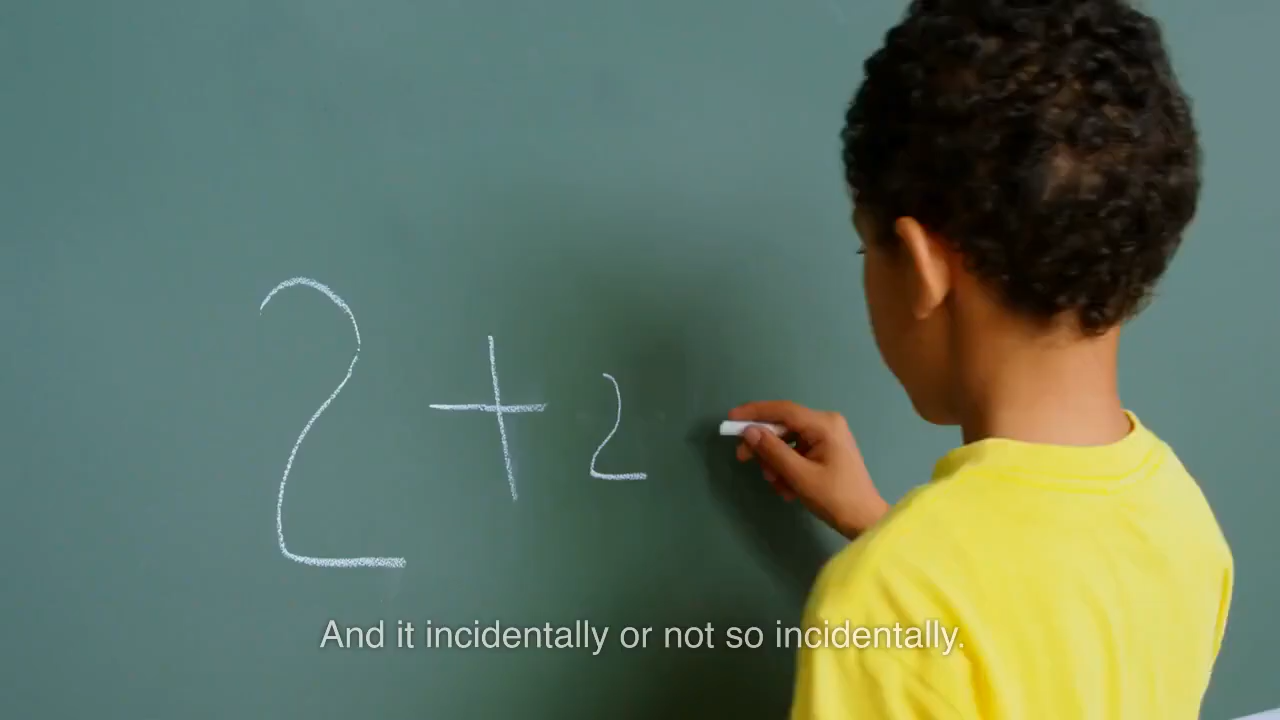 2 + 2
And it incidentally or not so incidentally.